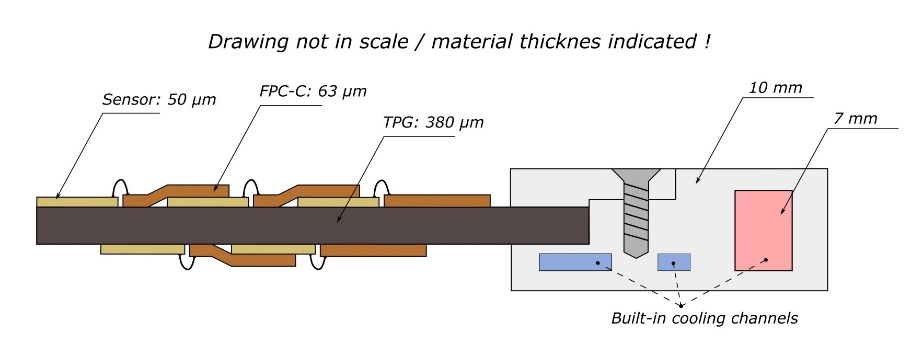 Drawing not in scale / material thicknes indicated !
10 mm
FPC-C: 63 µm
Sensor: 50 µm
7 mm
TPG: 380 µm
Built-in cooling channels